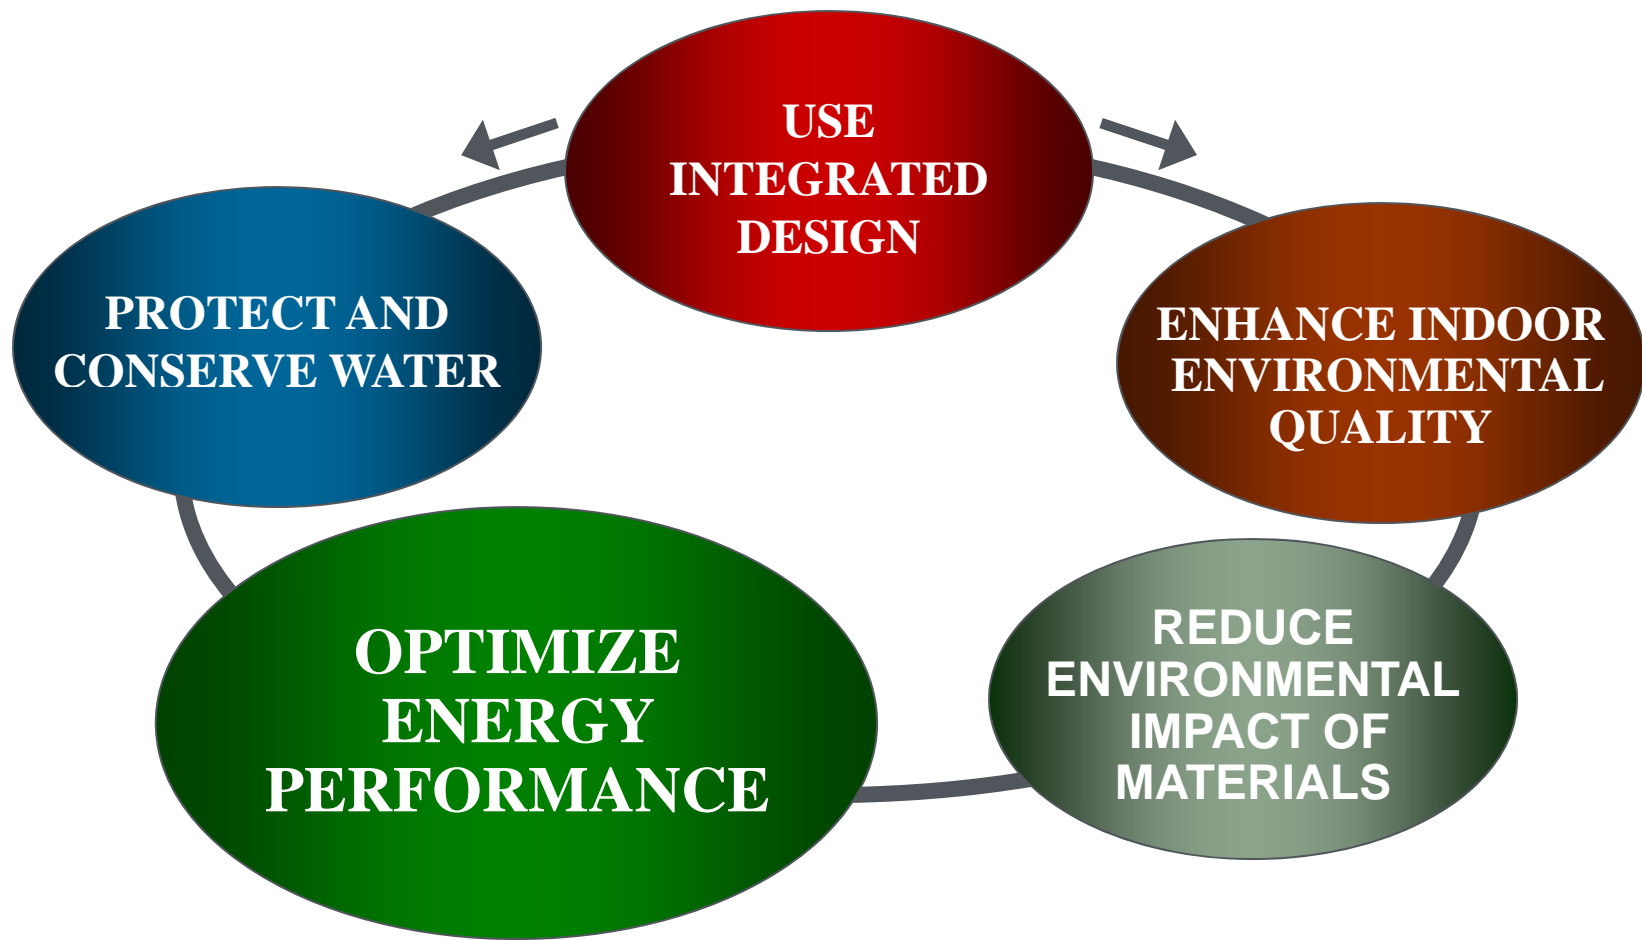 USE
INTEGRATED
DESIGN
PROTECT AND
CONSERVE WATER
ENHANCE INDOOR
ENVIRONMENTAL
QUALITY
OPTIMIZE
ENERGY
PERFORMANCE
REDUCE
ENVIRONMENTAL
IMPACT OF
MATERIALS